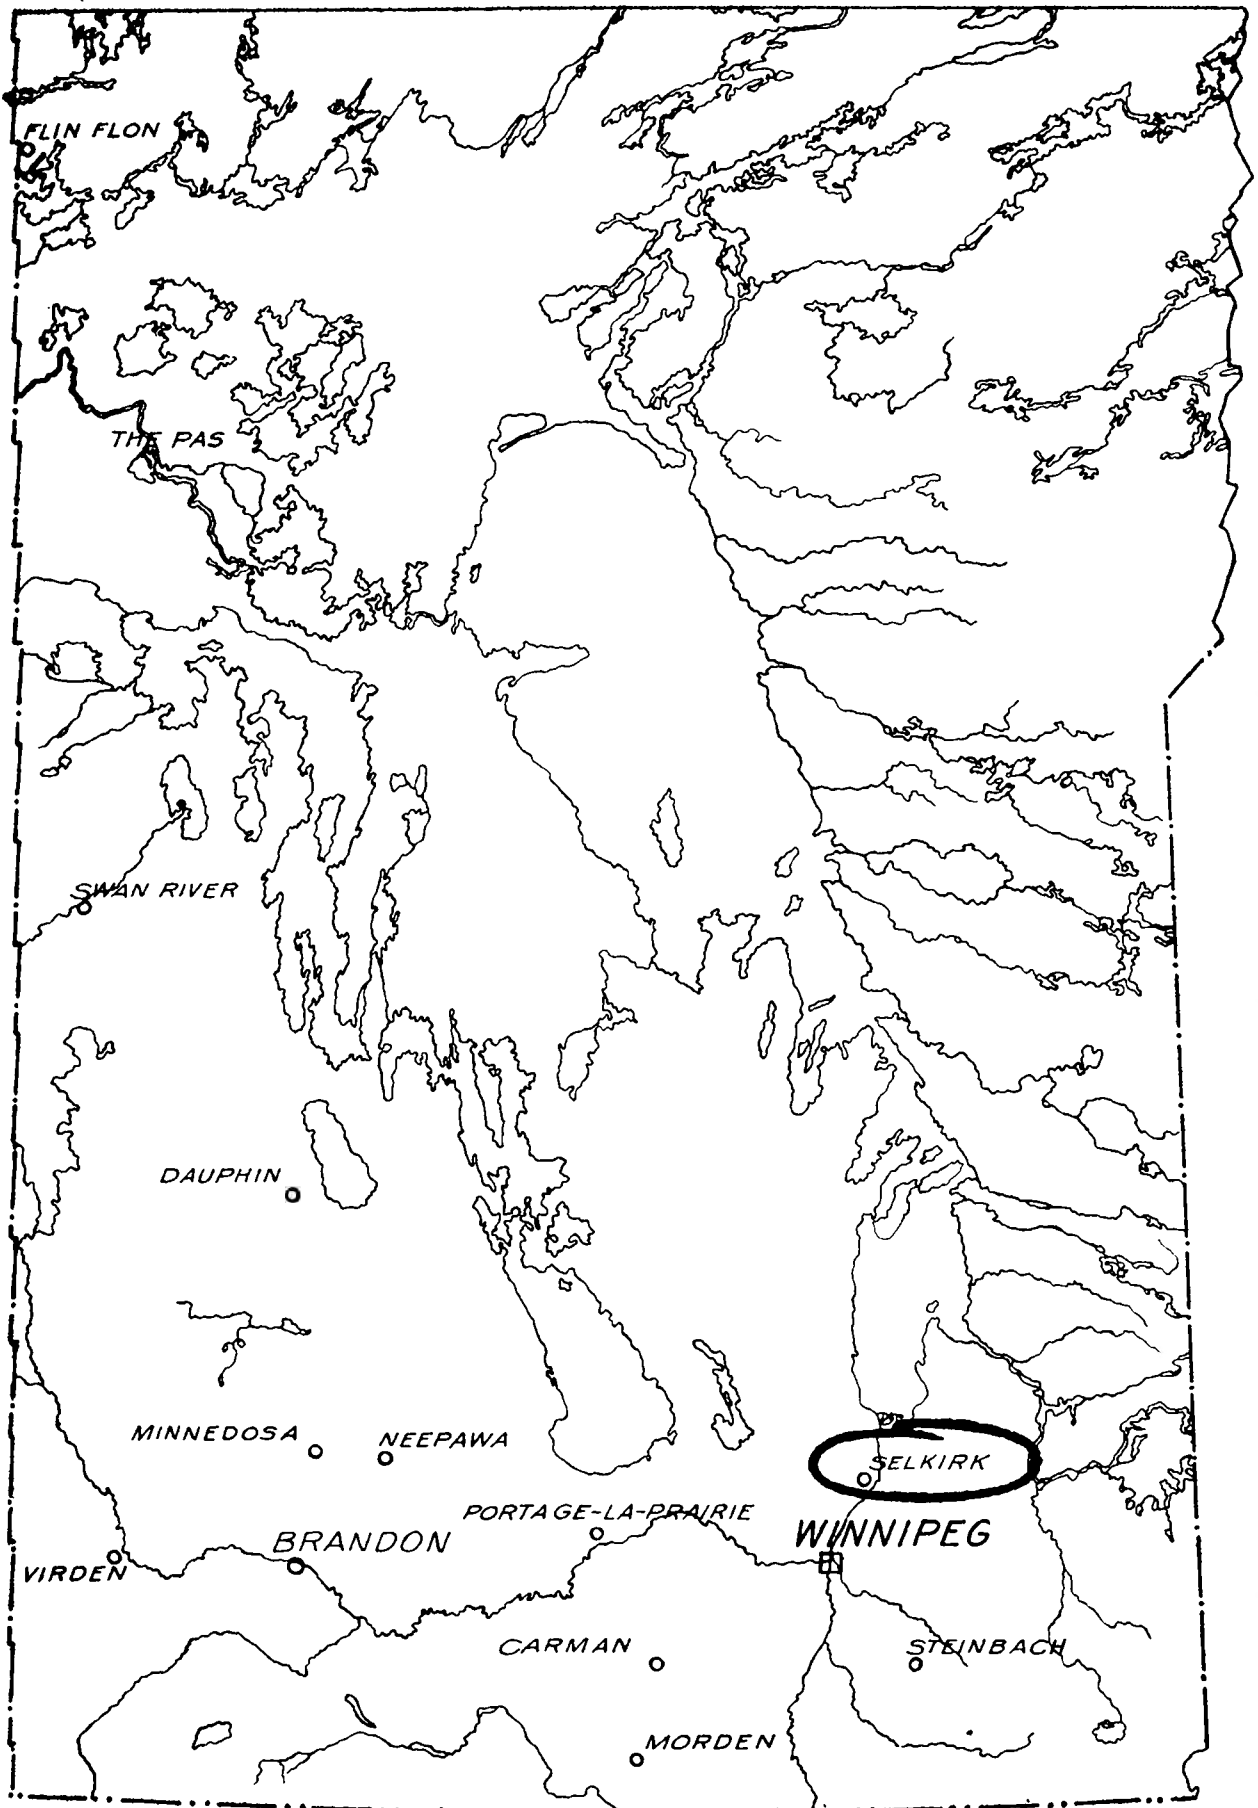 FLIN FLON
THE PAS
SWAN RIVER
DAUPHIN
MINNEDOSA
NEEPAWA
SELKIRK
PORTAGE-LA-PRAIRIE
WINNIPEG
BRANDON
VIRDEN
CARMAN
STEINBACH
MORDEN